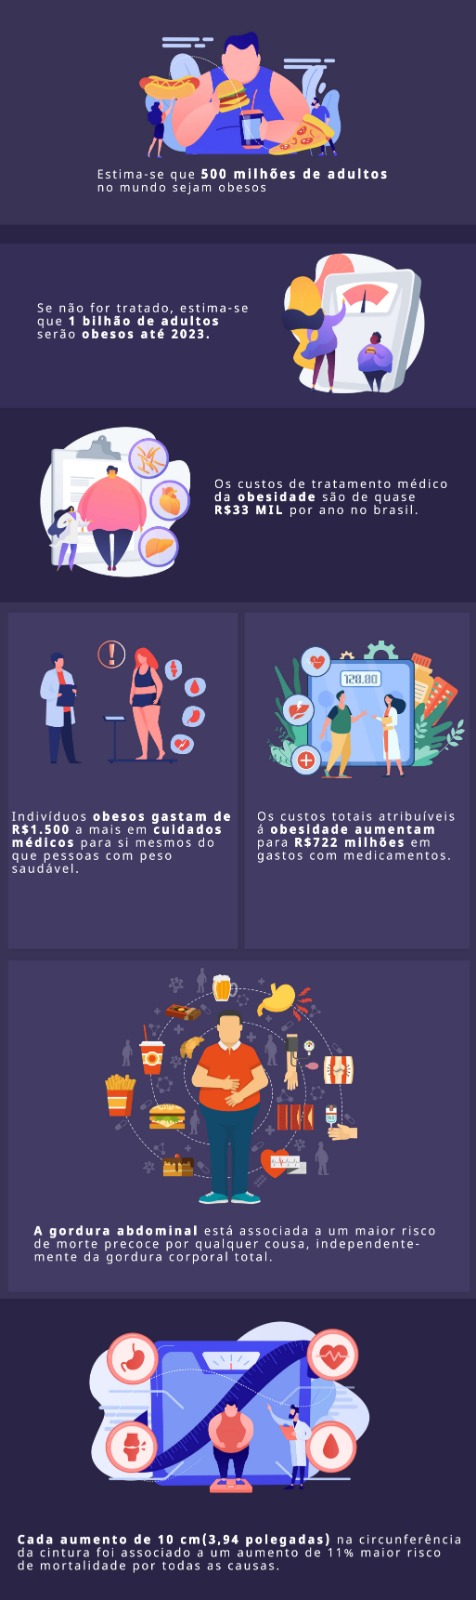 Estima-se que 500 milhões de adultos
no mundo sejam obesos
Se não for tratado, estima-se
que 1 bilhão de adultos
serão obesos até 2023.
Os custos de tratamento médico
da obesidade são de quase
R$33 MIL por ano no brasil.
Indivíduos obesos gastam de
R$1.500 a mais em cuidados
médicos para si mesmos do
que pessoas com peso
saudável.
128.00
Os custos totais atribuíveis
á obesidade aumentam
para R$722 milhões em
gastos com medicamentos.
A gordura abdominal está associada a um maior risco
de morte precoce por qualquer cousa, independente-
mente da gordura corporal total.
Cada aumento de 10 cm(3,94 polegadas) na circunferência
da cintura foi associado a um aumento de 11% maior risco
de mortalidade por todas as causas.